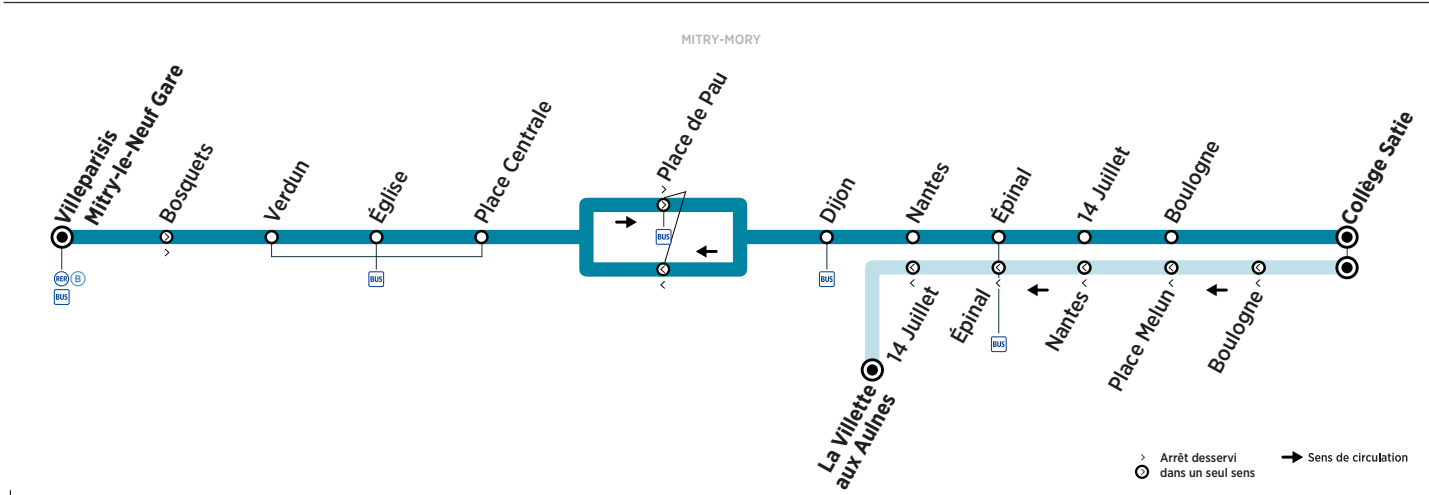 MITRY-MORY
Villeparisis
Mitry-le-Neuf Gare
Bosquets
Verdun
Église
Place Centrale
Place de Pau
Dijon
Nantes
Épinal
14 Juillet
Boulogne
Collège Satie
RER B
BUS
BUS
BUS
BUS
14 Juillet
Épinal
Nantes
Place Melun
Boulogne
BUS
La Villette
aux Aulnes
Arrêt desservi
dans un seul sens
Sens de circulation